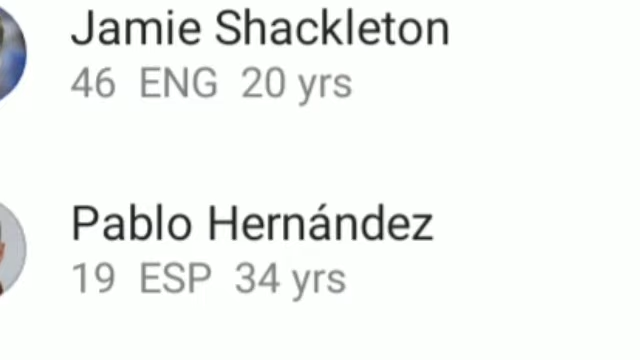 Jamie Shackleton
46 ENG 20 yrs
Pablo Hernández
19 ESP 34 yrs